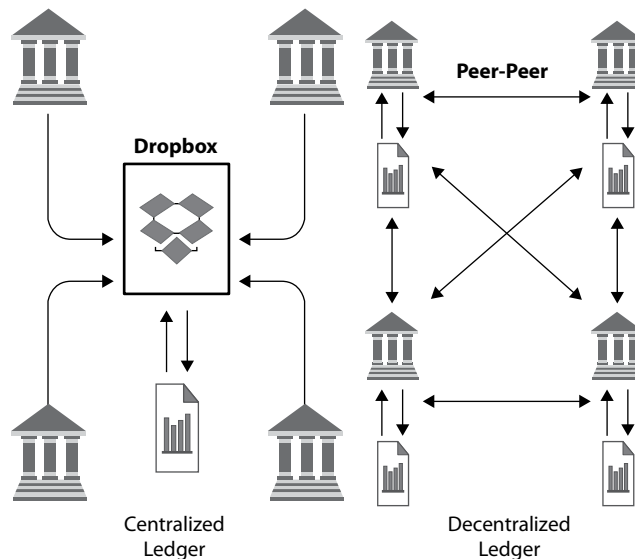 Peer-Peer
Dropbox
Centralized
Ledger
Decentralized
Ledger